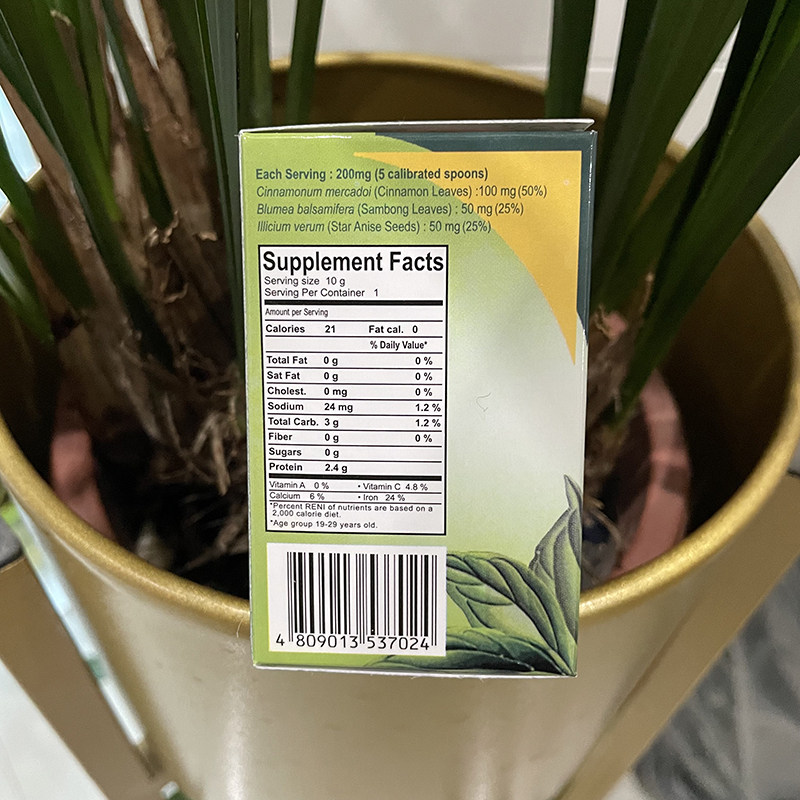 Each Serving : 200mg (5 calibrated spoons)
Cinnamonum mercadoi (Cinnamon Leaves) :100 mg (50%)
Blumea balsamifera (Sambong Leaves) : 50 mg (25%)
Illicium verum (Star Anise Seeds) : 50 mg (25%)
Supplement Facts
Serving size 10 g
Serving Per Container 1
Amount per Serving
Calories 21 Fat cal. 0
% Daily Value*
Total Fat 0 g 0 %
Sat Fat 0 g 0 %
Cholest. 0 mg 0 %
Sodium 24 mg 1.2 %
Total Carb. 3 g 1.2 %
Fiber 0 g 0 %
Sugars 0 g
Protein 2.4 g
Vitamin A 0 % • Vitamin C 4.8 %
Calcium 6 % • Iron 24 %
*Percent RENI of nutrients are based on a
2,000 calorie diet.
*Age group 19-29 years old.
4 809013 537024